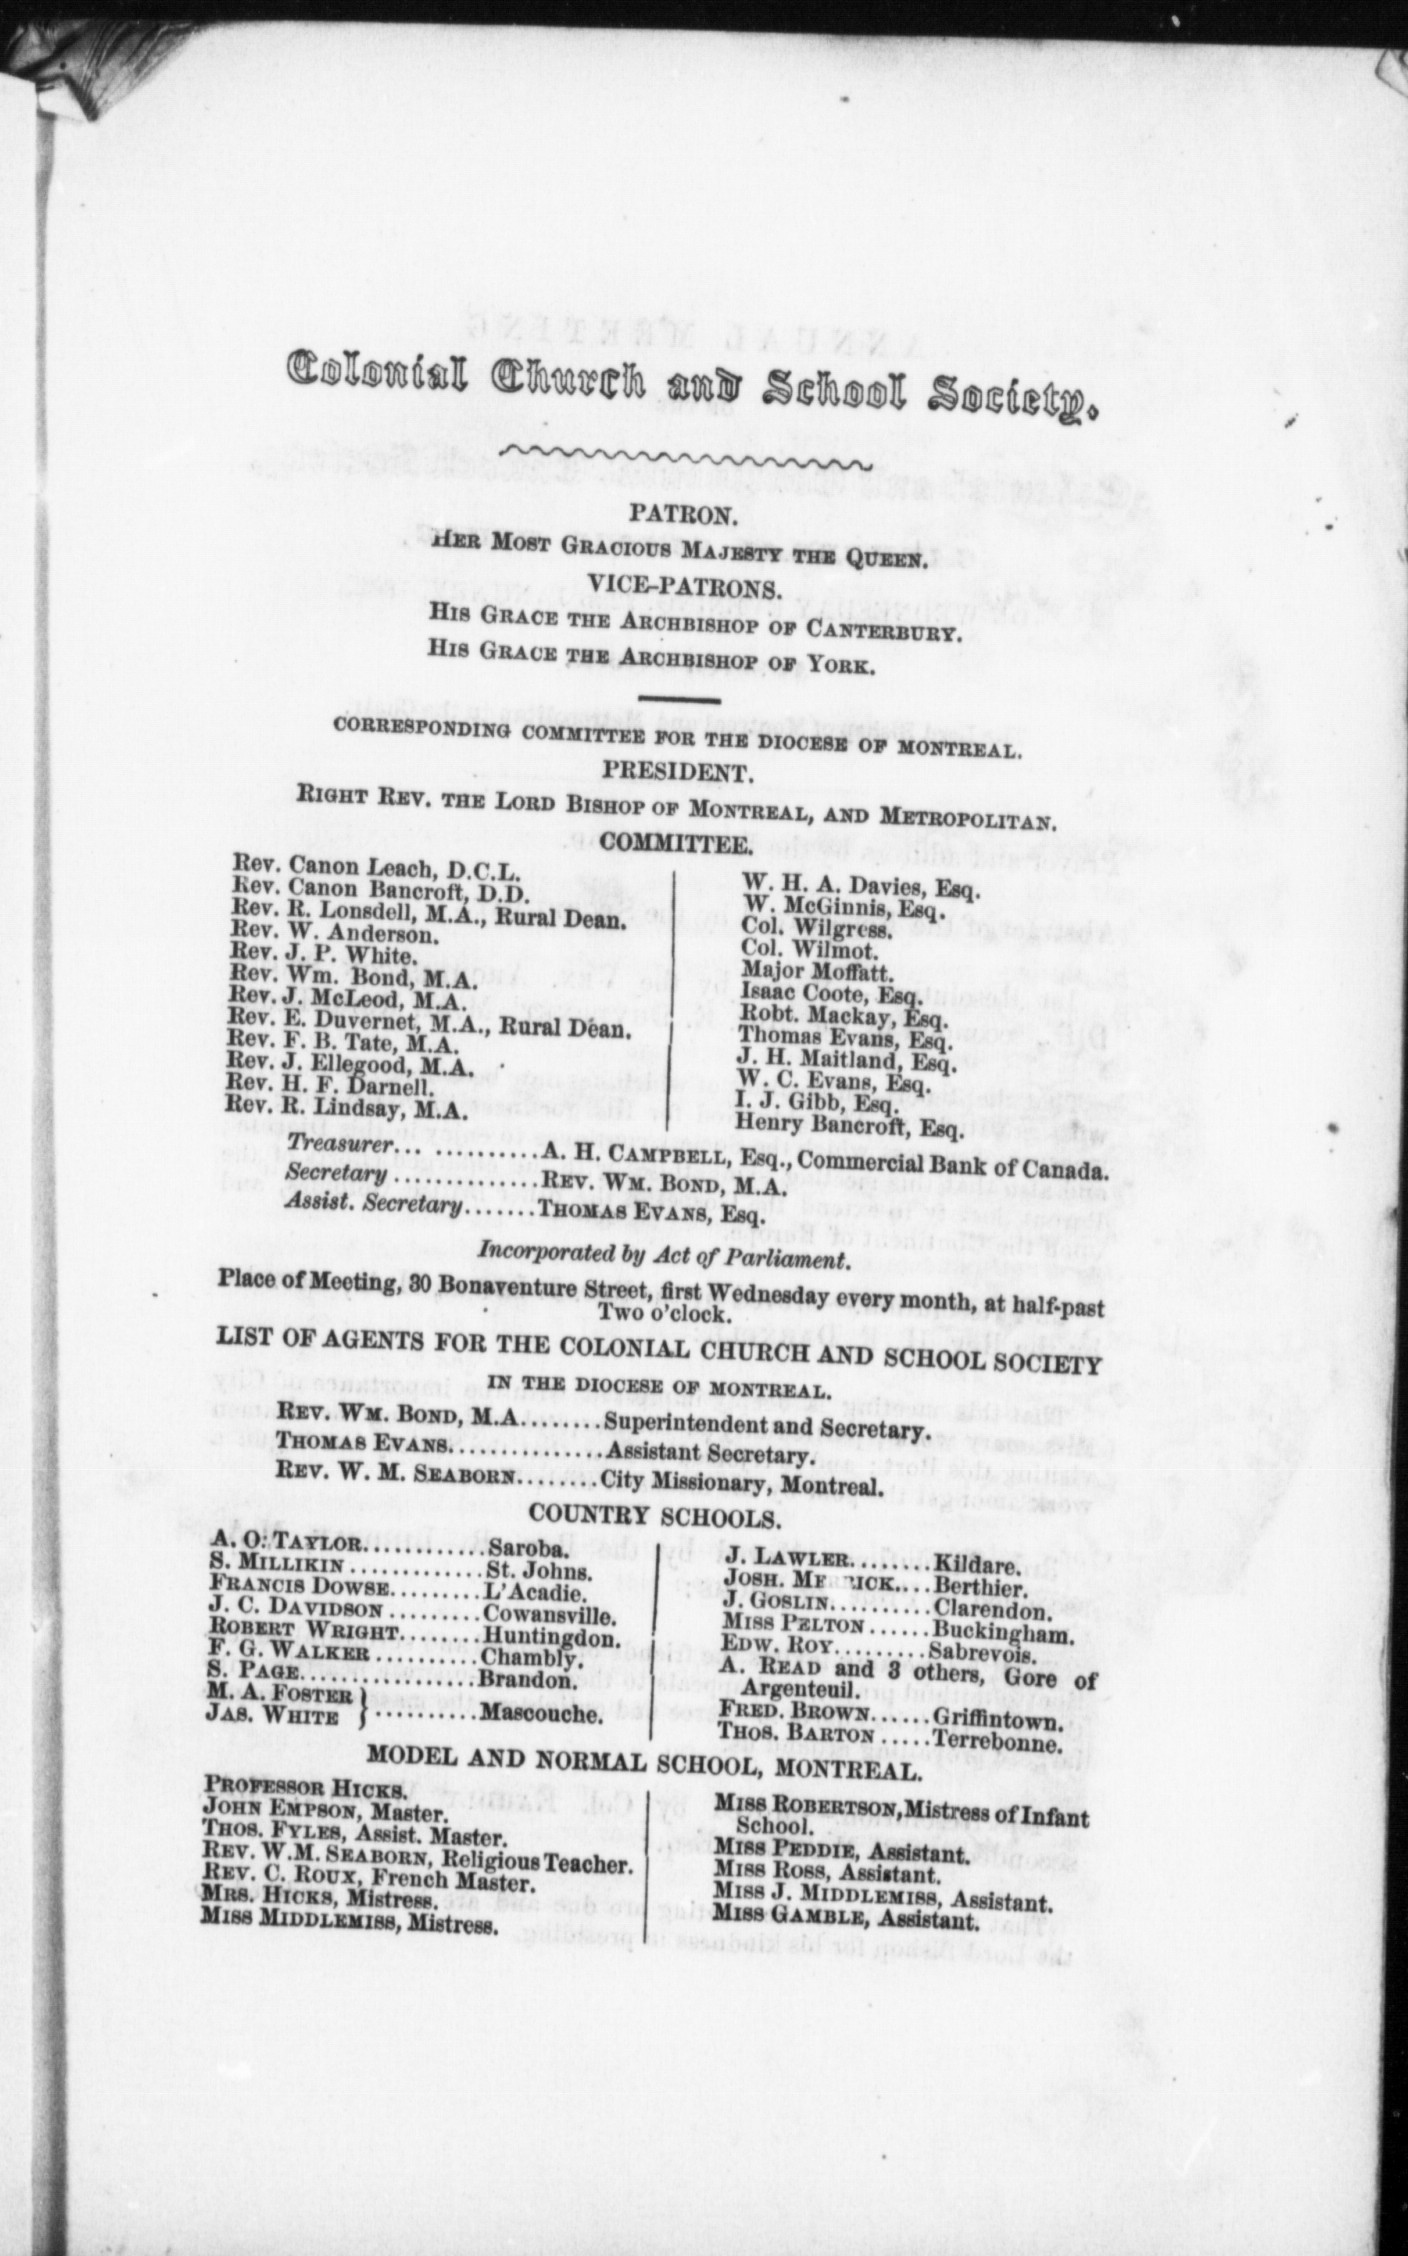 Colonial Church and School Society.
PATRON.
HER MOST GRACIOUS MAJESTY THE QUEEN.
VICE-PATRONS.
HIS GRACE THE ARCHBISHOP OF CANTERBURY.
HIS GRACE THE ARCHBISHOP OF YORK.
CORRESPONDING COMMITTEE FOR THE DIOCESE OF MONTREAL.
PRESIDENT.
RIGHT REV. THE LORD BISHOP OF MONTREAL, AND METROPOLITAN.
COMMITTEE.
Rev. Canon Leach, D.C.L.
Rev. Canon Bancroft, D.D.
Rev. R. Lonsdell, M.A., Rural Dean.
Rev. W. Anderson.
Rev. J. P. White.
Rev. Wm. Bond, M.A.
Rev. J. McLeod, M.A.
Rev. E. Duvernet, M.A., Rural Dean.
Rev. F. B. Tate, M.A.
Rev. J. Ellegood, M.A.
Rev. H. F. Darnell.
Rev. R. Lindsay, M.A.
W. H. A. Davies, Esq.
W. McGinnis, Esq.
Col. Wilgress.
Col. Wilmot.
Major Moffatt.
Isaac Coote, Esq.
Robt. Mackay, Esq.
Thomas Evans, Esq.
J. H. Maitland, Esq.
W. C. Evans, Esq.
I. J. Gibb, Esq.
Henry Bancroft, Esq.
Treasurer... ..........A. H. CAMPBELL, Esq., Commercial Bank of Canada.
Secretary ..............REV. WM. BOND, M.A.
Assist. Secretary.......THOMAS EVANS, Esq.
Incorporated by Act of Parliament.
Place of Meeting, 30 Bonaventure Street, first Wednesday every month, at half-past
Two o'clock.
LIST OF AGENTS FOR THE COLONIAL CHURCH AND SCHOOL SOCIETY
IN THE DIOCESE OF MONTREAL.
REV. WM. BOND, M.A........Superintendent and Secretary.
THOMAS EVANS...............Assistant Secretary.
REV. W. M. SEABORN........City Missionary, Montreal.
COUNTRY SCHOOLS.
A. O. TAYLOR............Saroba.
S. MILLIKIN.............St. Johns.
FRANCIS DOWSE.........L'Acadie.
J. C. DAVIDSON.........Cowansville.
ROBERT WRIGHT........Huntingdon.
F. G. WALKER..........Chambly.
S. PAGE.................Brandon.
M. A. FOSTER }
JAS. WHITE } ..........Mascouche.
J. LAWLER........Kildare.
JOSH. ....Berthier.
J. GOSLIN..........Clarendon.
MISS PELTON......Buckingham.
EDW. ROY.........Sabrevois.
A. READ and 3 others, Gore of
Argenteuil.
FRED. BROWN......Griffintown.
THOS. BARTON.....Terrebonne.
MODEL AND NORMAL SCHOOL, MONTREAL.
PROFESSOR HICKS.
JOHN EMPSON, Master.
THOS. FYLES, Assist. Master.
REV. W.M. SEABORN, Religious Teacher.
REV. C. ROUX, French Master.
MRS. HICKS, Mistress.
MISS MIDDLEMISS, Mistress.
MISS ROBERTSON, Mistress of Infant
School.
MISS PEDDIE, Assistant.
MISS ROSS, Assistant.
MISS J. MIDDLEMISS, Assistant.
MISS GAMBLE, Assistant.